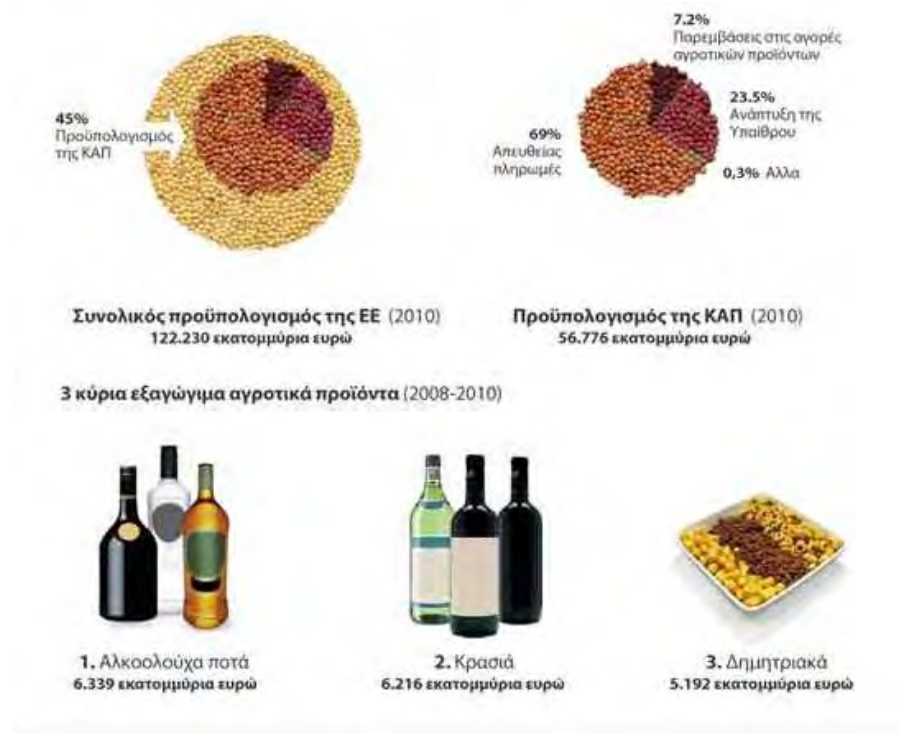 7.2%
Παρεμβάσεις στις αγορές
αγροτικών προϊόντων
45%
Προϋπολογισμός
της ΚΑΠ
23.5%
Ανάπτυξη της
Υπαίθρου
69%
Απευθείας
πληρωμές
0,3% Αλλα
Συνολικός προϋπολογισμός της ΕΕ (2010)
122.230 εκατομμύρια ευρώ
Προϋπολογισμός της ΚΑΠ (2010)
56.776 εκατομμύρια ευρώ
3 κύρια εξαγώγιμα αγροτικά προϊόντα (2008-2010)
1. Αλκοολούχα ποτά
6.339 εκατομμύρια ευρώ
2. Κρασιά
6.216 εκατομμύρια ευρώ
3. Δημητριακά
5.192 εκατομμύρια ευρώ